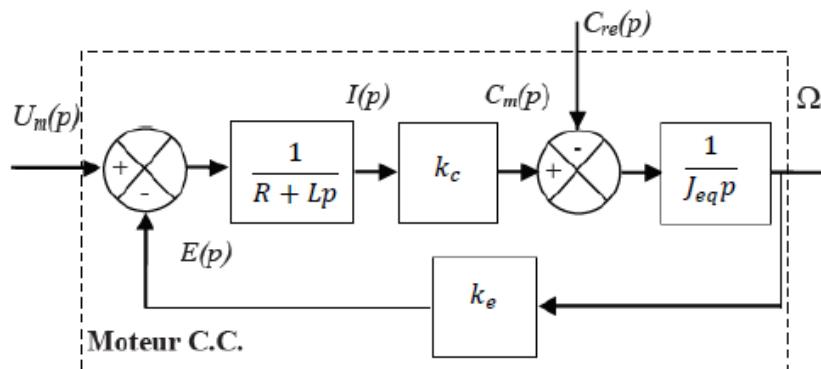 C_re(p)
U_m(p)
I(p)
C_m(p)
Ω
+
-
1
R + Lp
k_c
-
+
1
J_eq p
E(p)
k_e
Moteur C.C.